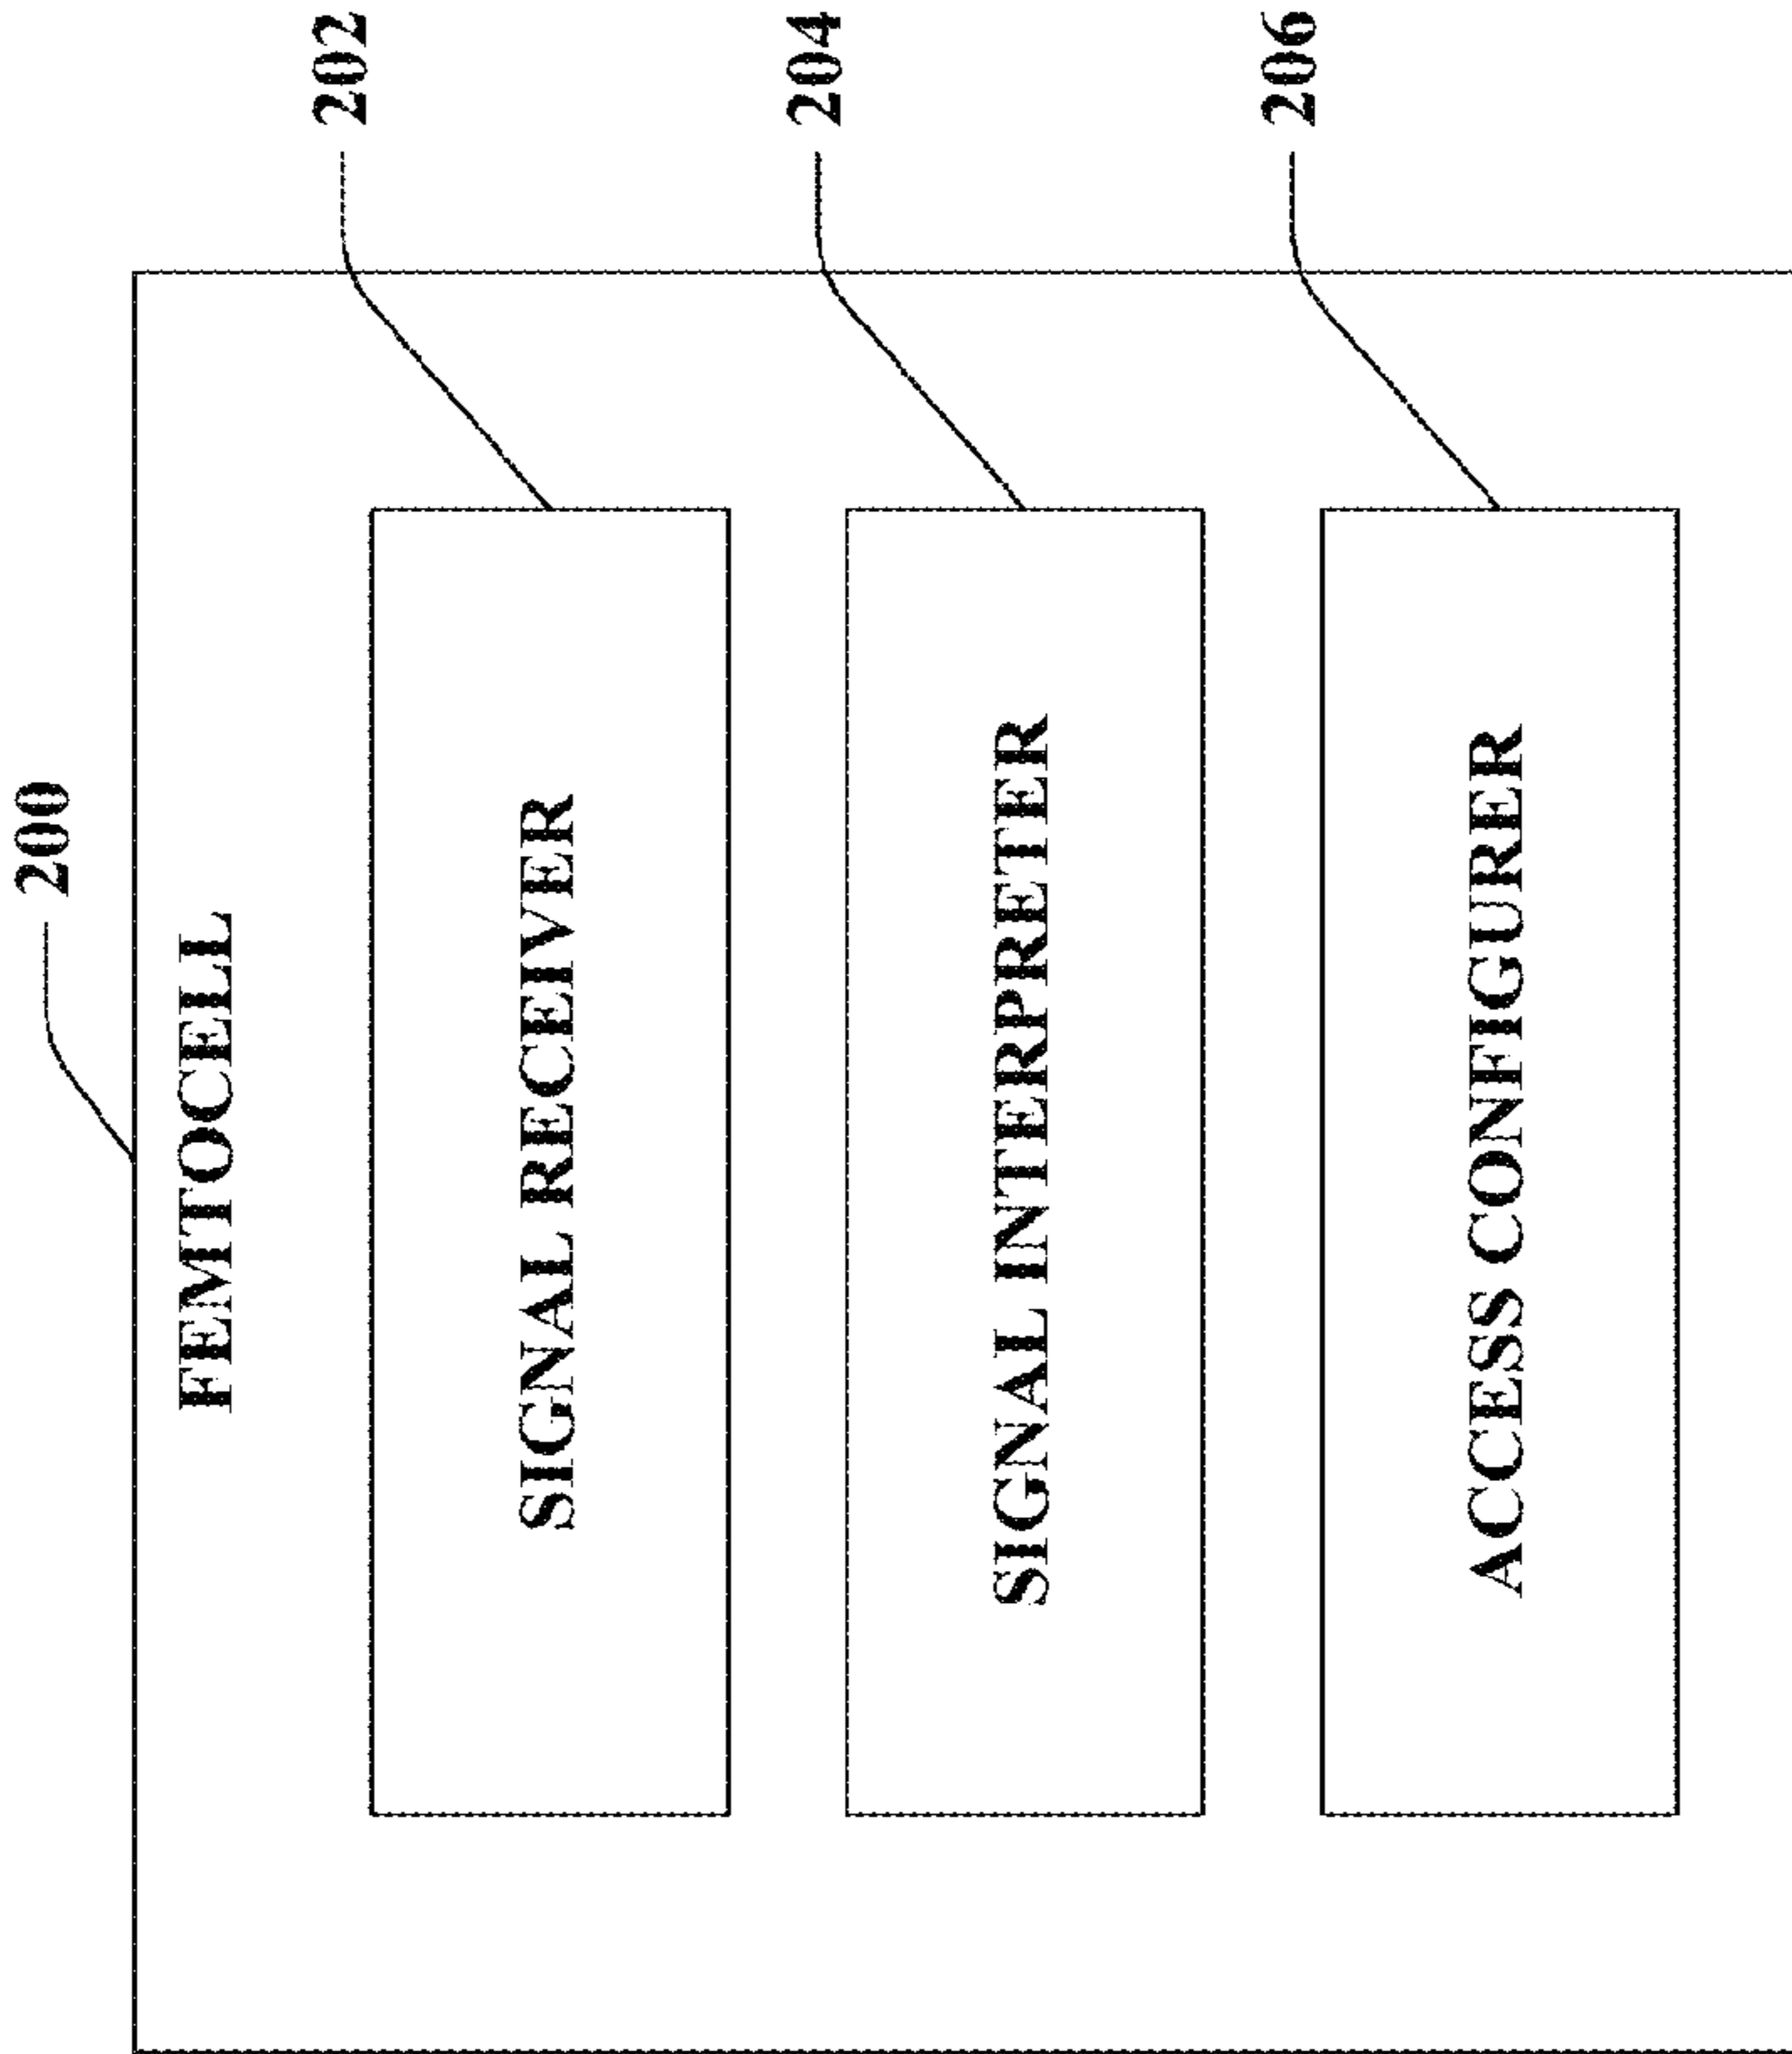 200
FEMTOCELL
202
SIGNAL RECEIVER
204
SIGNAL INTERPRETER
206
ACCESS CONFIGURER